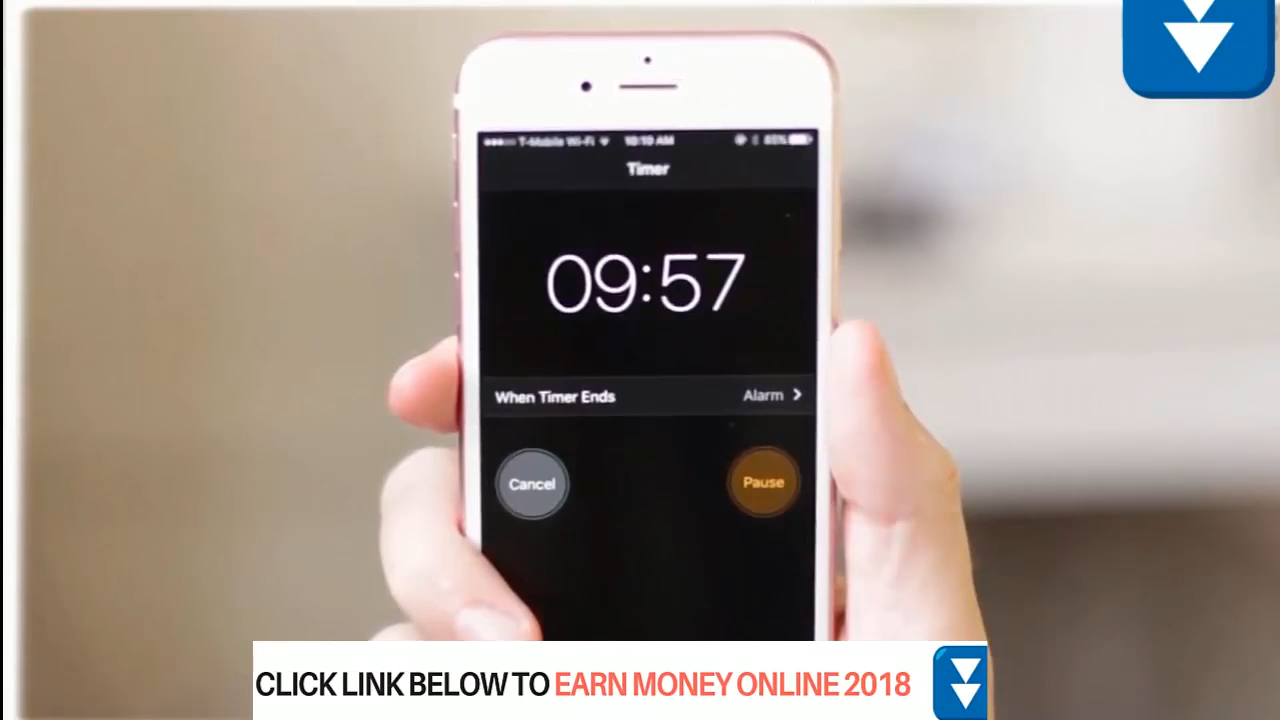 T-Mobile Wi-Fi 10:10 AM 85%
Timer
09:57
When Timer Ends Alarm
Cancel Pause
CLICK LINK BELOW TO EARN MONEY ONLINE 2018